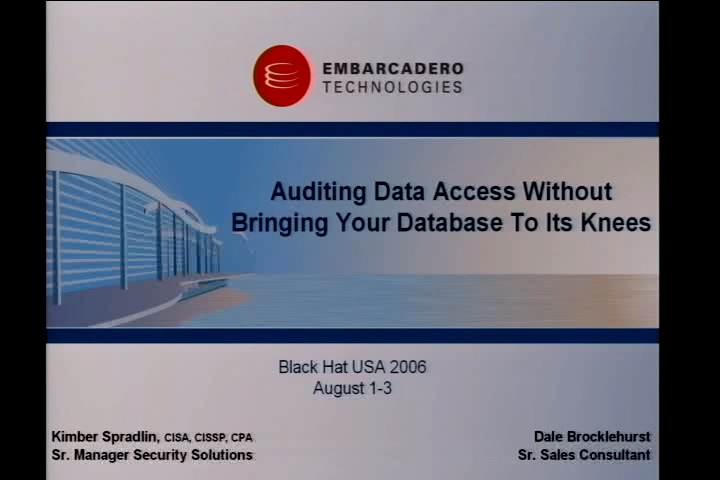 EMBARCADERO
TECHNOLOGIES
Auditing Data Access Without
Bringing Your Database To Its Knees
Black Hat USA 2006
August 1-3
Kimber Spradlin, CISA, CISSP, CPA
Sr. Manager Security Solutions
Dale Brocklehurst
Sr. Sales Consultant